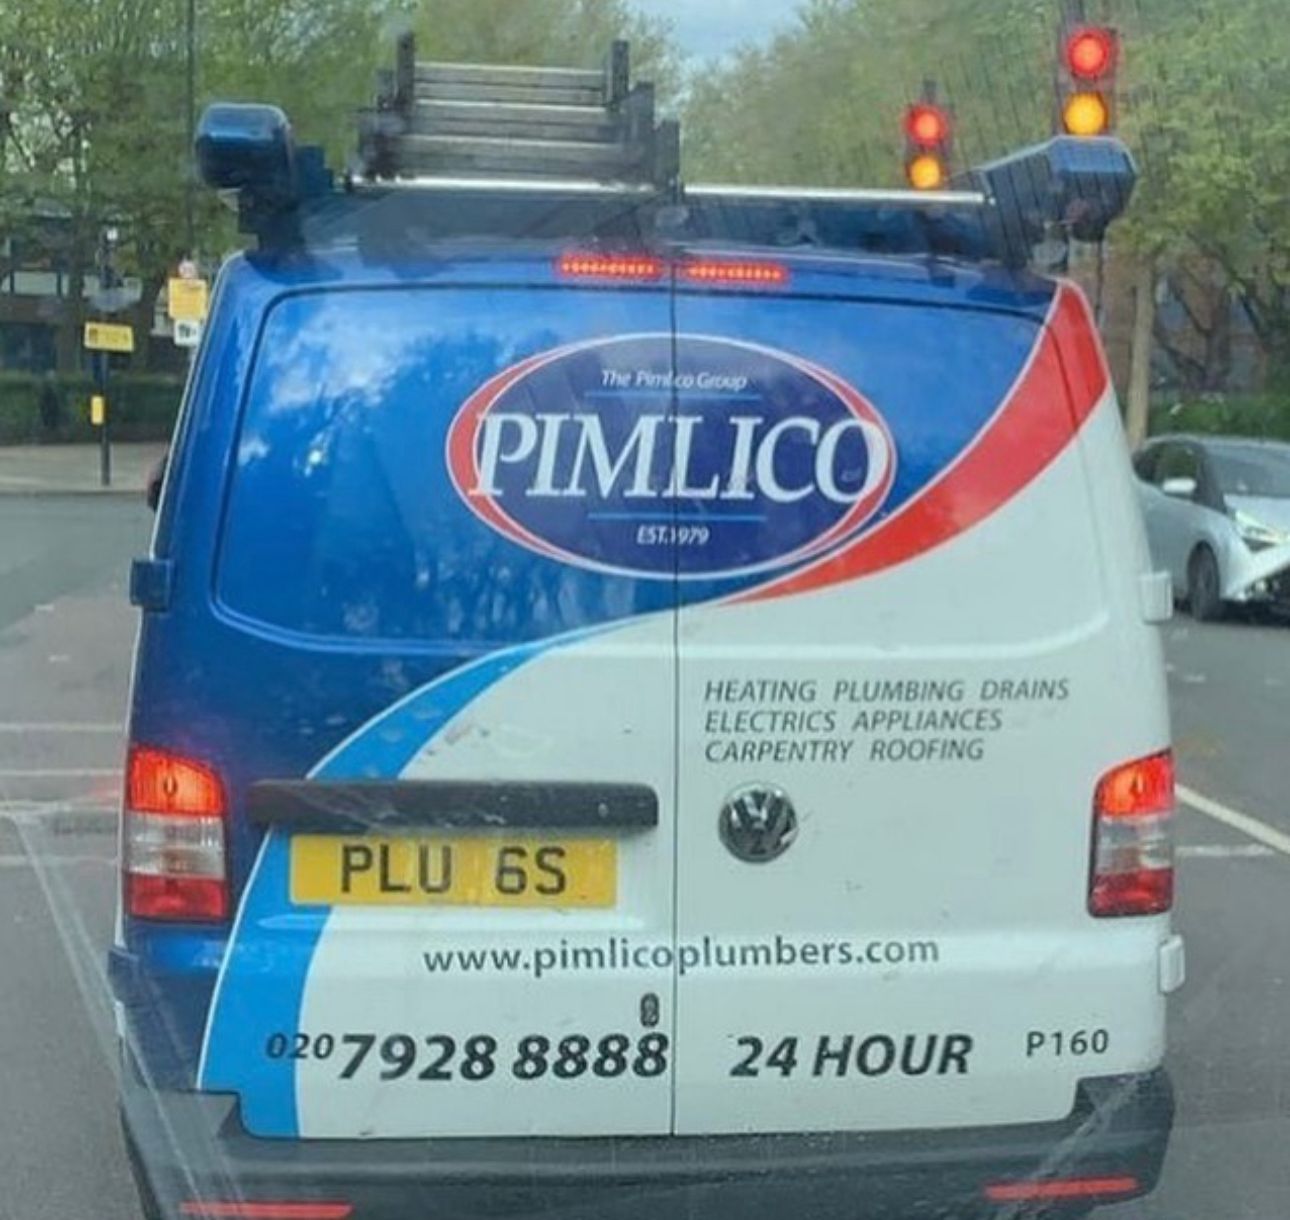 The Pimlico Group
PIMLICO
EST.1979
HEATING PLUMBING DRAINS
ELECTRICS APPLIANCES
CARPENTRY ROOFING
PLU 6S
www.pimlicoplumbers.com
020 7928 8888 24 HOUR P160